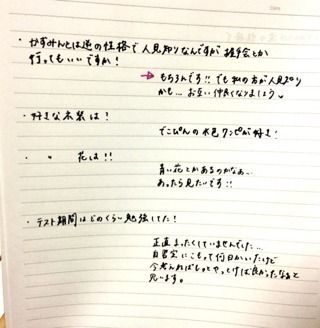 ・かずみんとは逆の性格で人見知りなんですが握手会とか
行ってもいいですか！
→もちろんです!!でも私の方が人見知り
かも…お互い仲良くなりましょう
・好きな衣装は！
でこぴんの水色ワンピが好き！
・〃 花は!!
青い花とかあるのかなぁ…
あったら見たいです!!
・テスト期間はどのくらい勉強してた！
正直まったくしていませんでした…
自習室にこもって何日かいたけど
今考えればもっとやっとけば良かったなぁと
思います。